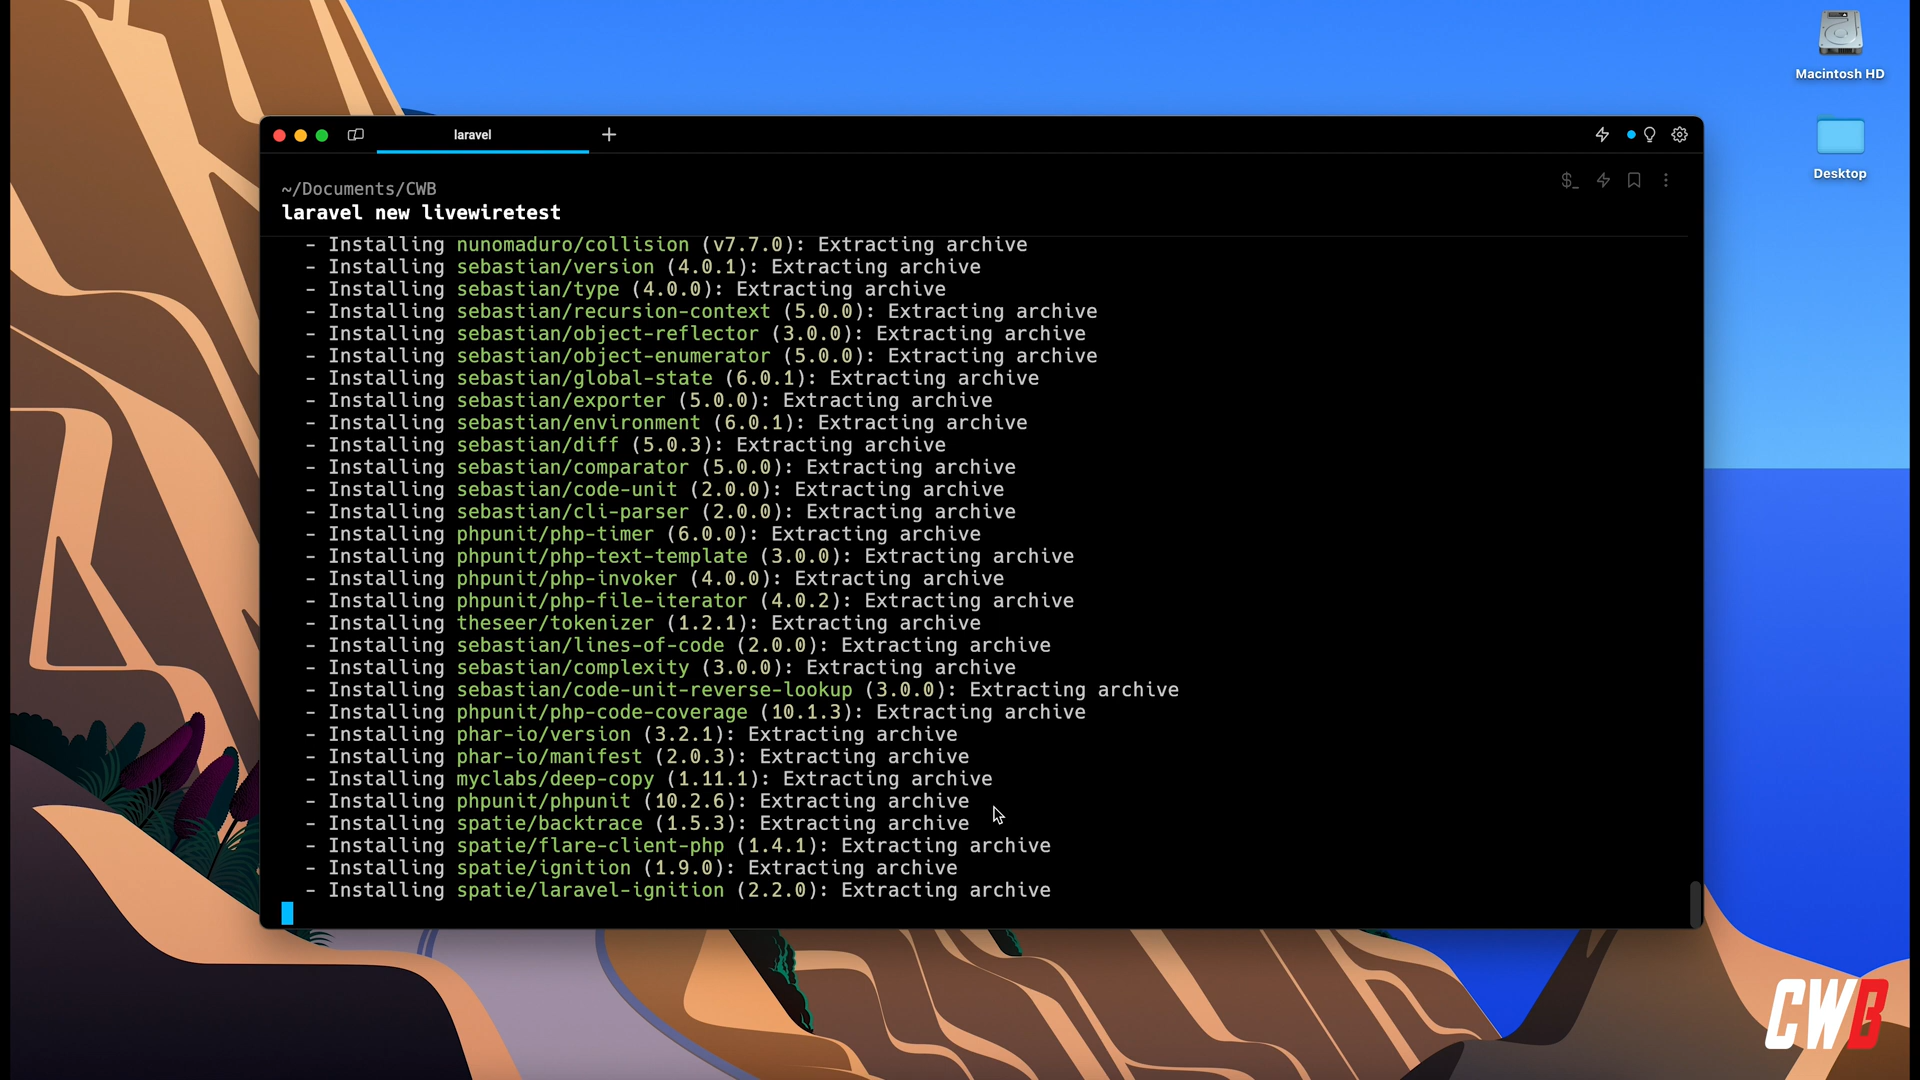 Macintosh HD
Desktop
laravel
~/Documents/CWB
laravel new livewiretest
$_
- Installing nunomaduro/collision (v7.7.0): Extracting archive
- Installing sebastian/version (4.0.1): Extracting archive
- Installing sebastian/type (4.0.0): Extracting archive
- Installing sebastian/recursion-context (5.0.0): Extracting archive
- Installing sebastian/object-reflector (3.0.0): Extracting archive
- Installing sebastian/object-enumerator (5.0.0): Extracting archive
- Installing sebastian/global-state (6.0.1): Extracting archive
- Installing sebastian/exporter (5.0.0): Extracting archive
- Installing sebastian/environment (6.0.1): Extracting archive
- Installing sebastian/diff (5.0.3): Extracting archive
- Installing sebastian/comparator (5.0.0): Extracting archive
- Installing sebastian/code-unit (2.0.0): Extracting archive
- Installing sebastian/cli-parser (2.0.0): Extracting archive
- Installing phpunit/php-timer (6.0.0): Extracting archive
- Installing phpunit/php-text-template (3.0.0): Extracting archive
- Installing phpunit/php-invoker (4.0.0): Extracting archive
- Installing phpunit/php-file-iterator (4.0.2): Extracting archive
- Installing theseer/tokenizer (1.2.1): Extracting archive
- Installing sebastian/lines-of-code (2.0.0): Extracting archive
- Installing sebastian/complexity (3.0.0): Extracting archive
- Installing sebastian/code-unit-reverse-lookup (3.0.0): Extracting archive
- Installing phpunit/php-code-coverage (10.1.3): Extracting archive
- Installing phar-io/version (3.2.1): Extracting archive
- Installing phar-io/manifest (2.0.3): Extracting archive
- Installing myclabs/deep-copy (1.11.1): Extracting archive
- Installing phpunit/phpunit (10.2.6): Extracting archive
- Installing spatie/backtrace (1.5.3): Extracting archive
- Installing spatie/flare-client-php (1.4.1): Extracting archive
- Installing spatie/ignition (1.9.0): Extracting archive
- Installing spatie/laravel-ignition (2.2.0): Extracting archive
CWB